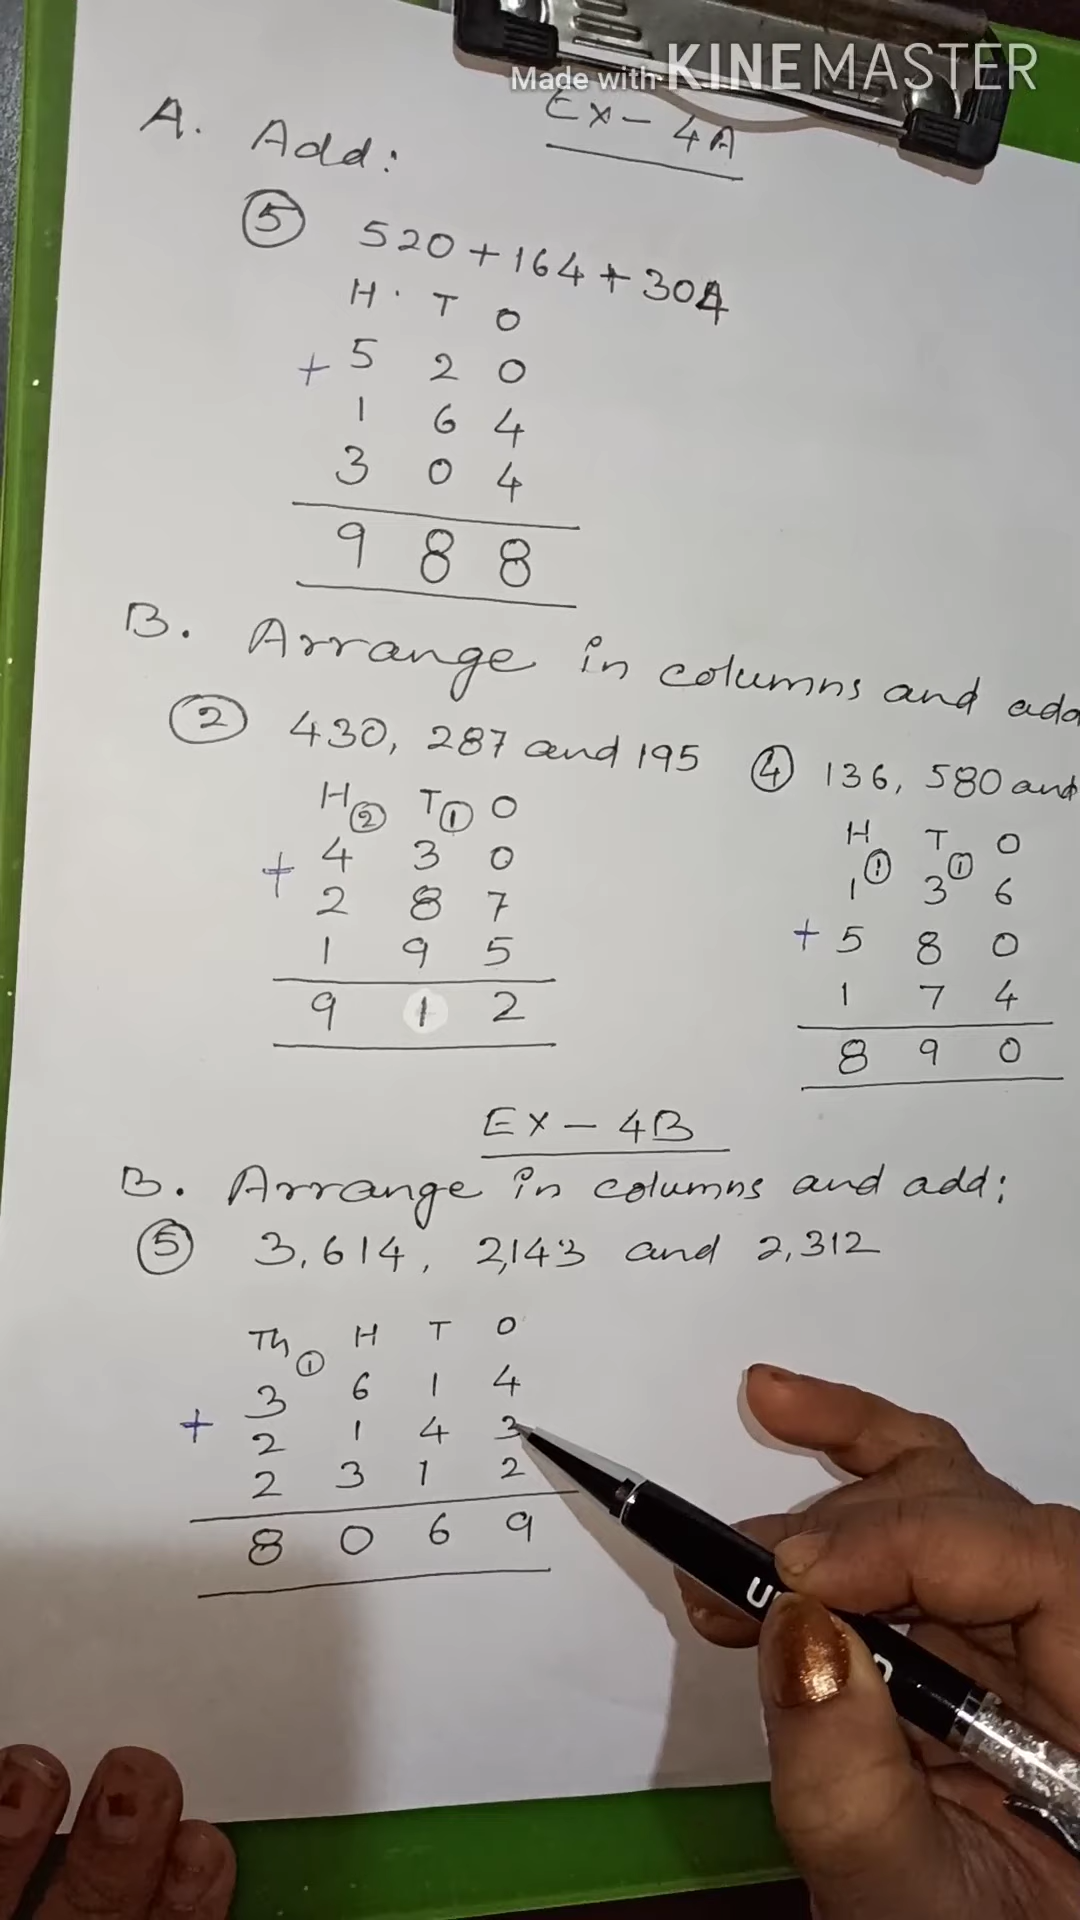 Made with KINEMASTER
Ex - 4A
A. Add:
5 520 + 164 + 304
H. T O
+ 5 2 0
1 6 4
3 0 4
9 8 8
B. Arrange in columns and add
2 430, 287 and 195
H 2 T 1 O
+ 4 3 0
2 8 7
1 9 5
9 1 2
4 136, 580 and
H T O
1 1
1 3 6
+ 5 8 0
1 7 4
8 9 0
EX - 4B
B. Arrange in columns and add:
5 3,614, 2,143 and 2,312
Th 1 H T O
3 6 1 4
+ 2 1 4 3
2 3 1 2
8 0 6 9